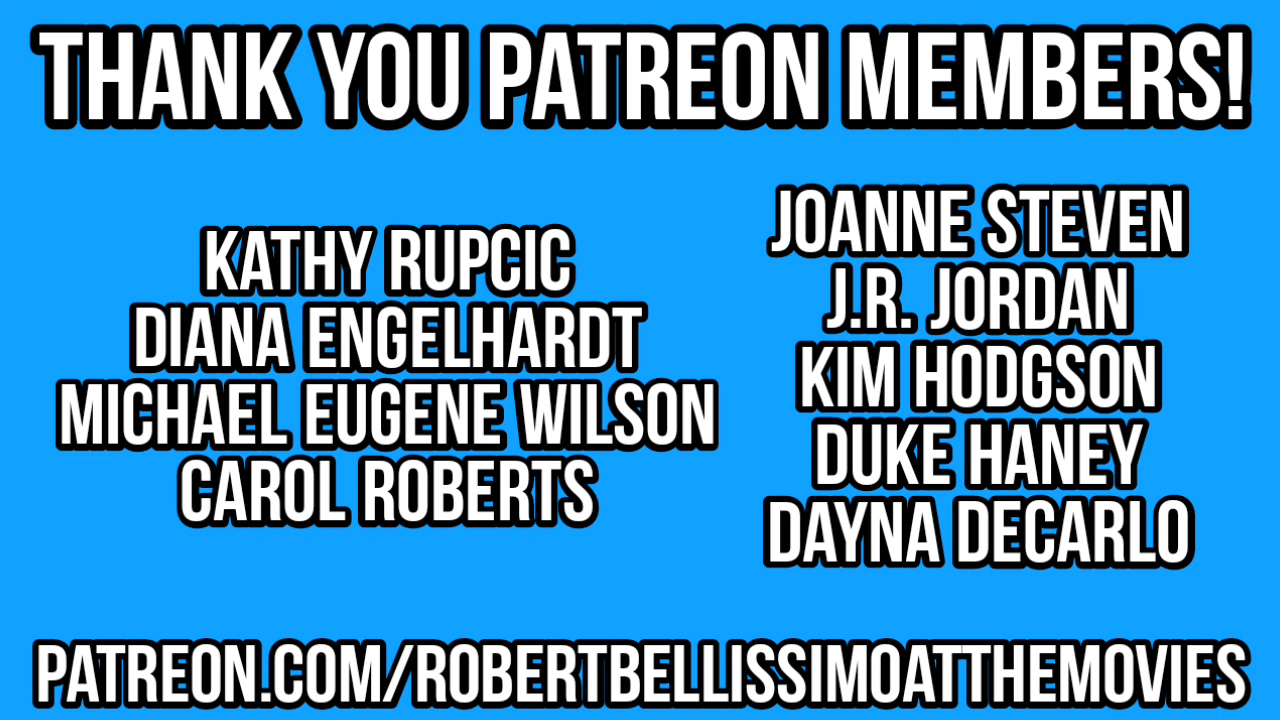 THANK YOU PATREON MEMBERS!
KATHY RUPCIC
DIANA ENGELHARDT
MICHAEL EUGENE WILSON
CAROL ROBERTS
JOANNE STEVEN
J.R. JORDAN
KIM HODGSON
DUKE HANEY
DAYNA DECARLO
PATREON.COM/ROBERTBELLISSIMOATTHEMOVIES